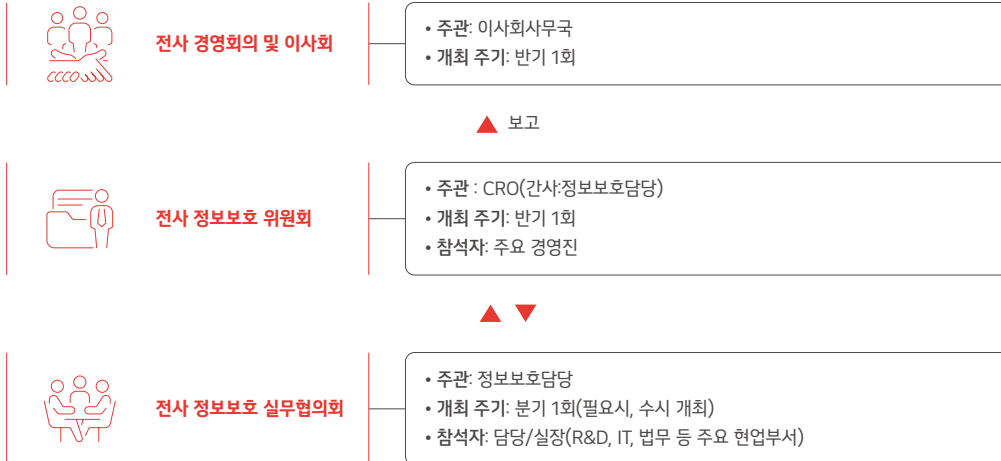 전사 경영회의 및 이사회
• 주관: 이사회사무국
• 개최 주기: 반기 1회
▲ 보고
전사 정보보호 위원회
• 주관 : CRO(간사:정보보호담당)
• 개최 주기: 반기 1회
• 참석자: 주요 경영진
▲ ▼
전사 정보보호 실무협의회
• 주관: 정보보호담당
• 개최 주기: 분기 1회(필요시, 수시 개최)
• 참석자: 담당/실장(R&D, IT, 법무 등 주요 현업부서)